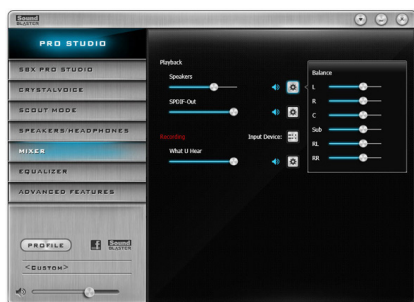 Sound
BLASTER
PRO STUDIO
SBX PRO STUDIO
CRYSTALVOICE
SCOUT MODE
SPEAKERS/HEADPHONES
MIXER
EQUALIZER
ADVANCED FEATURES
PROFILE
f
Sound
BLASTER
<CUSTOM>
Playback
Speakers
SPDIF-Out
Recording
Input Device:
What U Hear
Balance
L
R
C
Sub
RL
RR